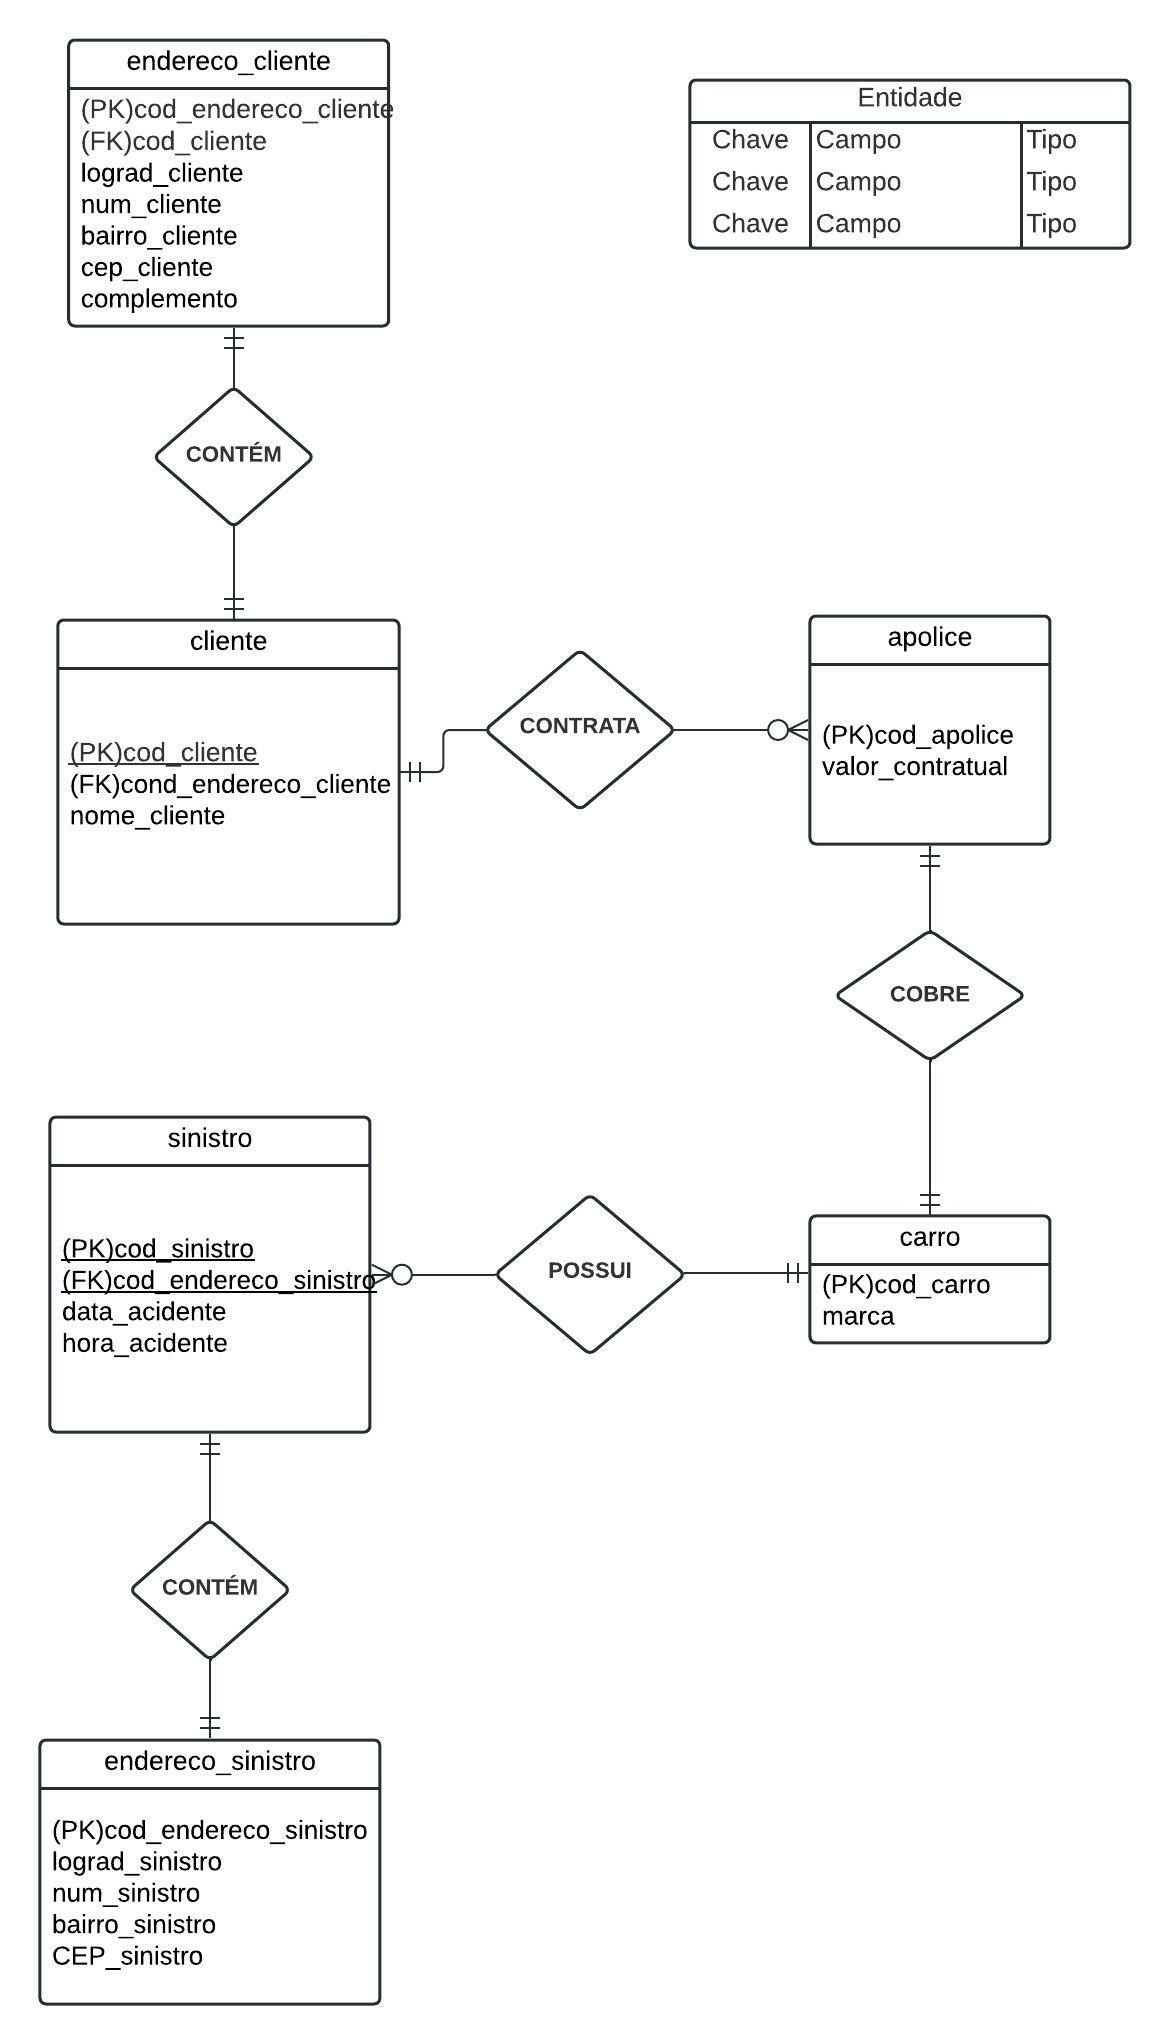 endereco_cliente
(PK)cod_endereco_cliente
(FK)cod_cliente
lograd_cliente
num_cliente
bairro_cliente
cep_cliente
complemento
Entidade
Chave Campo Tipo
Chave Campo Tipo
Chave Campo Tipo
CONTÉM
cliente
(PK)cod_cliente
(FK)cond_endereco_cliente
nome_cliente
CONTRATA
apolice
(PK)cod_apolice
valor_contratual
COBRE
sinistro
(PK)cod_sinistro
(FK)cod_endereco_sinistro
data_acidente
hora_acidente
POSSUI
carro
(PK)cod_carro
marca
CONTÉM
endereco_sinistro
(PK)cod_endereco_sinistro
lograd_sinistro
num_sinistro
bairro_sinistro
CEP_sinistro